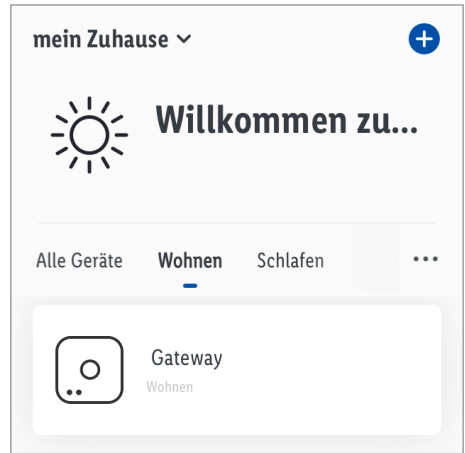 mein Zuhause
Willkommen zu...
Alle Geräte Wohnen Schlafen
Gateway
Wohnen